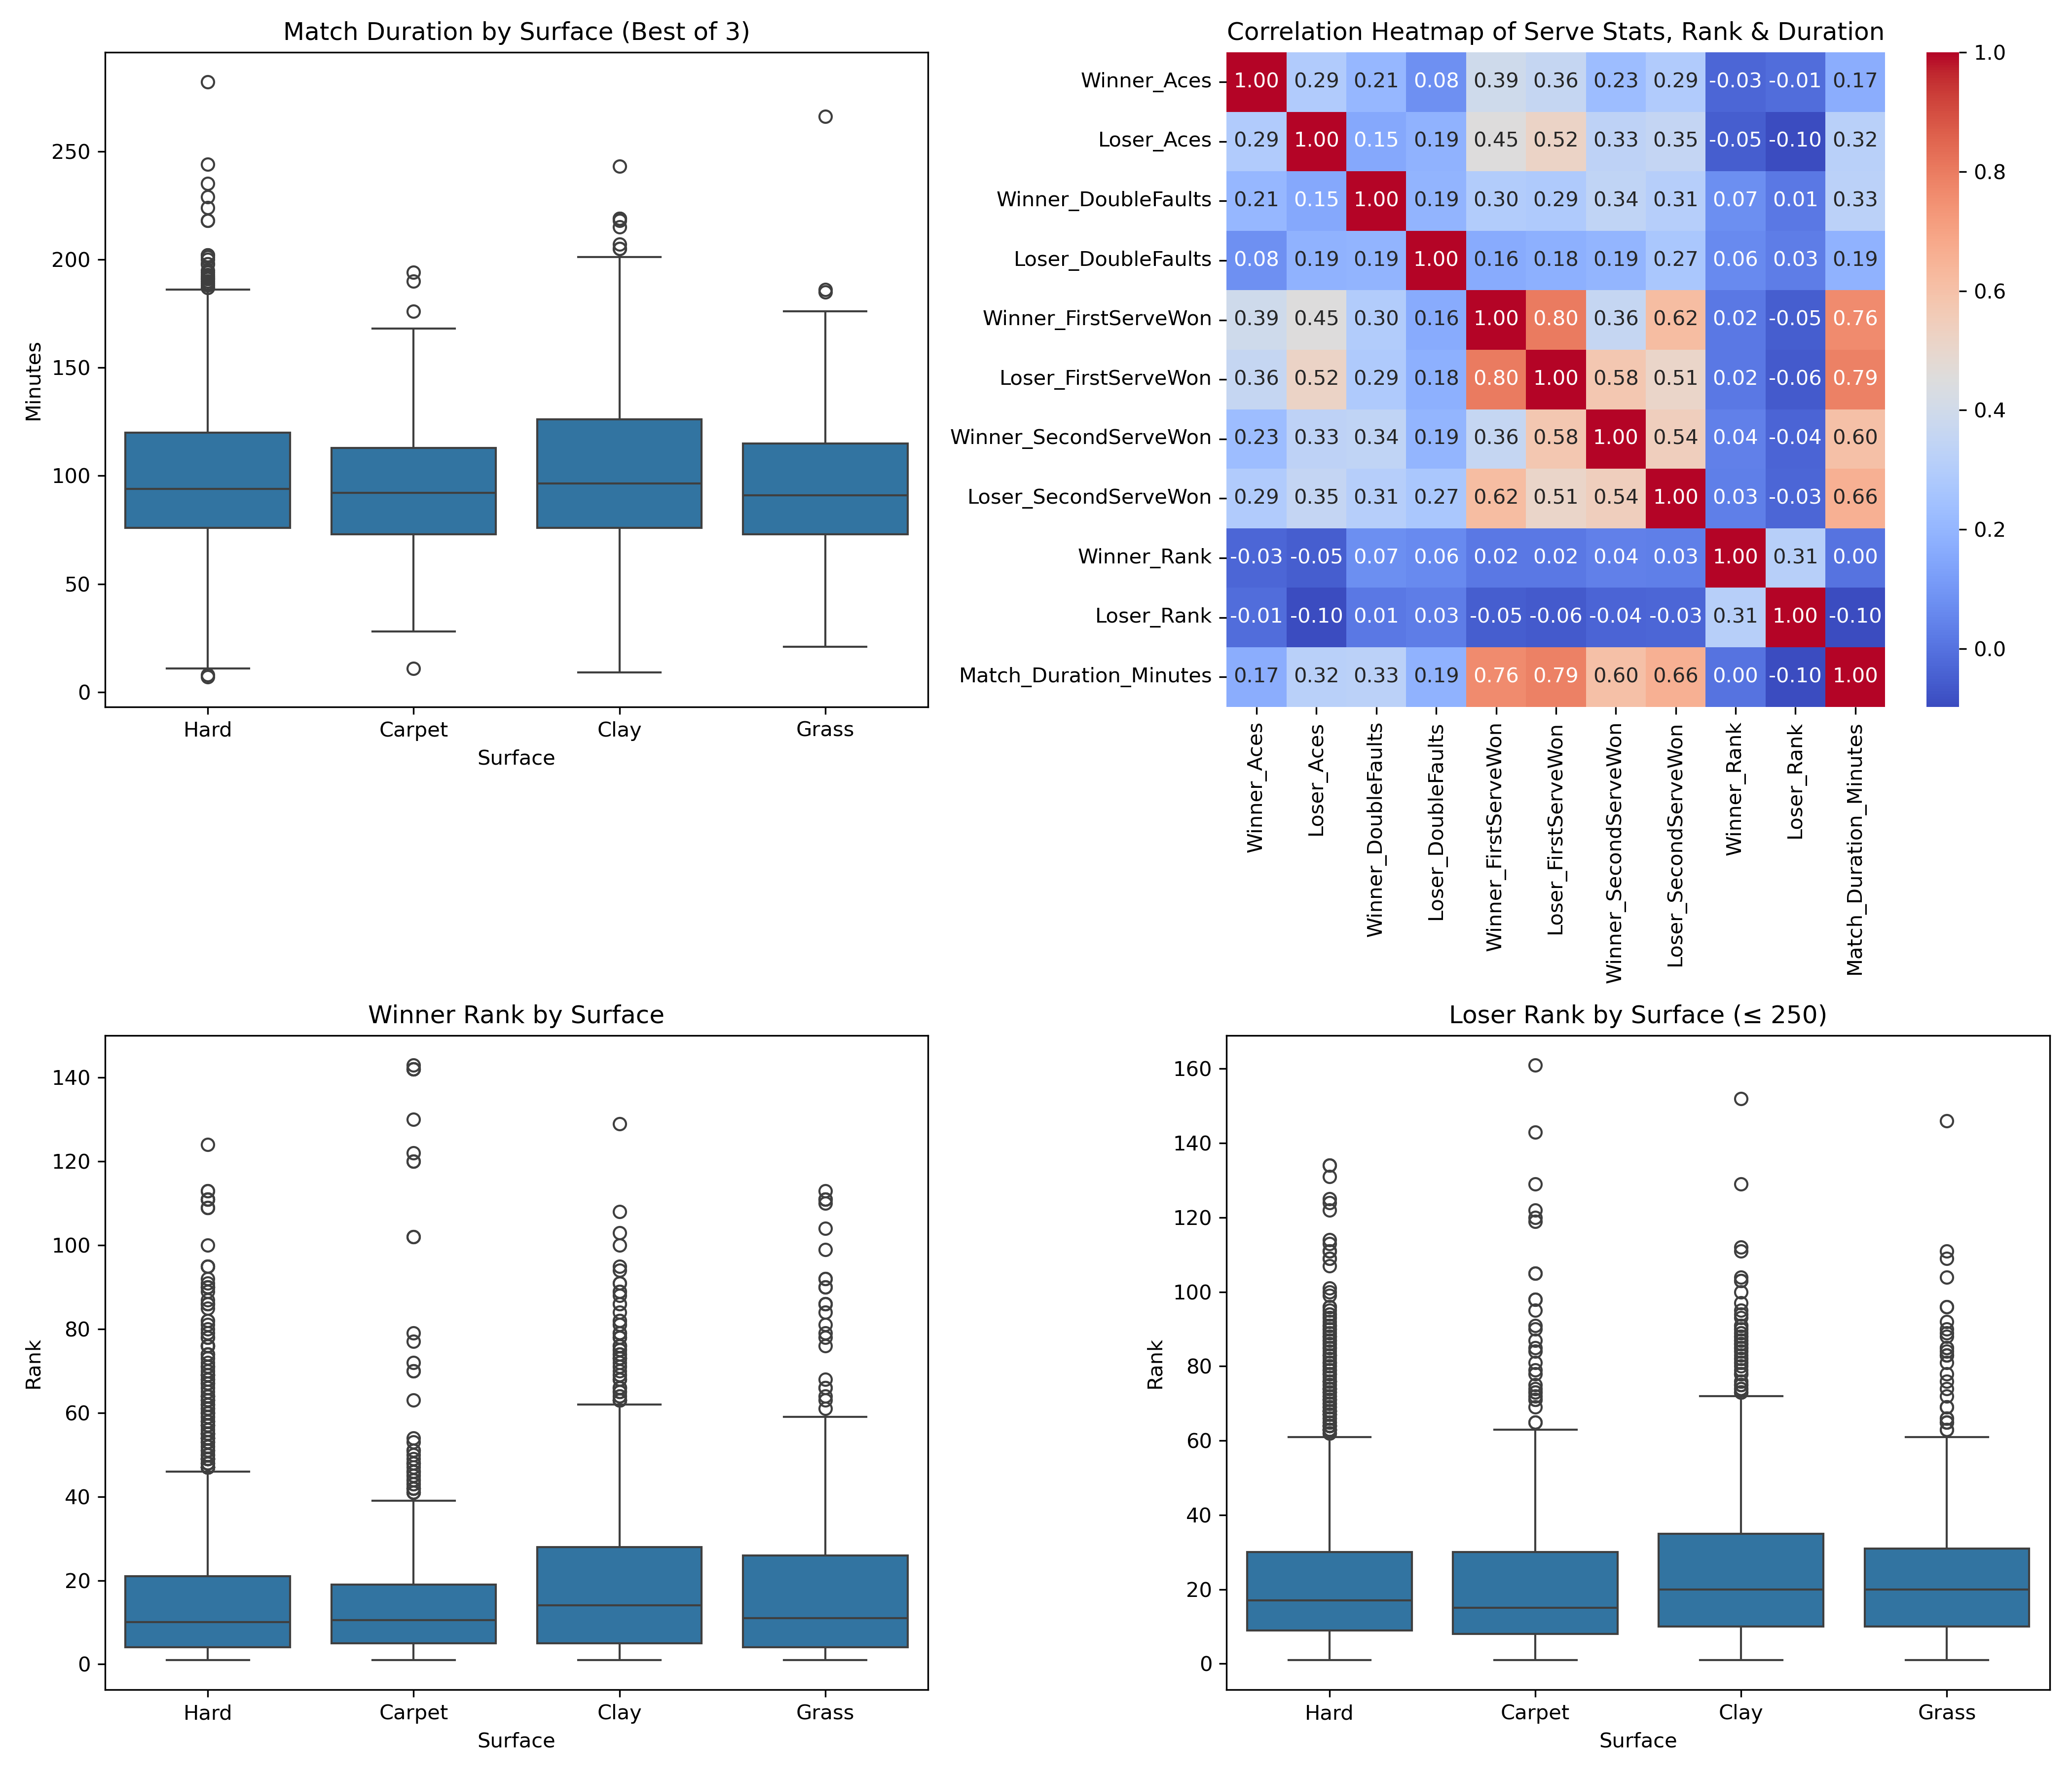 Match Duration by Surface (Best of 3)
Minutes
250
200
150
100
50
0
Hard Carpet Clay Grass
Surface
Correlation Heatmap of Serve Stats, Rank & Duration
Winner_Aces 1.00 0.29 0.21 0.08 0.39 0.36 0.23 0.29 -0.03 -0.01 0.17
Loser_Aces 0.29 1.00 0.15 0.19 0.45 0.52 0.33 0.35 -0.05 -0.10 0.32
Winner_DoubleFaults 0.21 0.15 1.00 0.19 0.30 0.29 0.34 0.31 0.07 0.01 0.33
Loser_DoubleFaults 0.08 0.19 0.19 1.00 0.16 0.18 0.19 0.27 0.06 0.03 0.19
Winner_FirstServeWon 0.39 0.45 0.30 0.16 1.00 0.80 0.36 0.62 0.02 -0.05 0.76
Loser_FirstServeWon 0.36 0.52 0.29 0.18 0.80 1.00 0.58 0.51 0.02 -0.06 0.79
Winner_SecondServeWon 0.23 0.33 0.34 0.19 0.36 0.58 1.00 0.54 0.04 -0.04 0.60
Loser_SecondServeWon 0.29 0.35 0.31 0.27 0.62 0.51 0.54 1.00 0.03 -0.03 0.66
Winner_Rank -0.03 -0.05 0.07 0.06 0.02 0.02 0.04 0.03 1.00 0.31 0.00
Loser_Rank -0.01 -0.10 0.01 0.03 -0.05 -0.06 -0.04 -0.03 0.31 1.00 -0.10
Match_Duration_Minutes 0.17 0.32 0.33 0.19 0.76 0.79 0.60 0.66 0.00 -0.10 1.00
Winner_Aces
Loser_Aces
Winner_DoubleFaults
Loser_DoubleFaults
Winner_FirstServeWon
Loser_FirstServeWon
Winner_SecondServeWon
Loser_SecondServeWon
Winner_Rank
Loser_Rank
Match_Duration_Minutes
1.0
0.8
0.6
0.4
0.2
0.0
Winner Rank by Surface
Rank
140
120
100
80
60
40
20
0
Hard Carpet Clay Grass
Surface
Loser Rank by Surface (≤ 250)
Rank
160
140
120
100
80
60
40
20
0
Hard Carpet Clay Grass
Surface